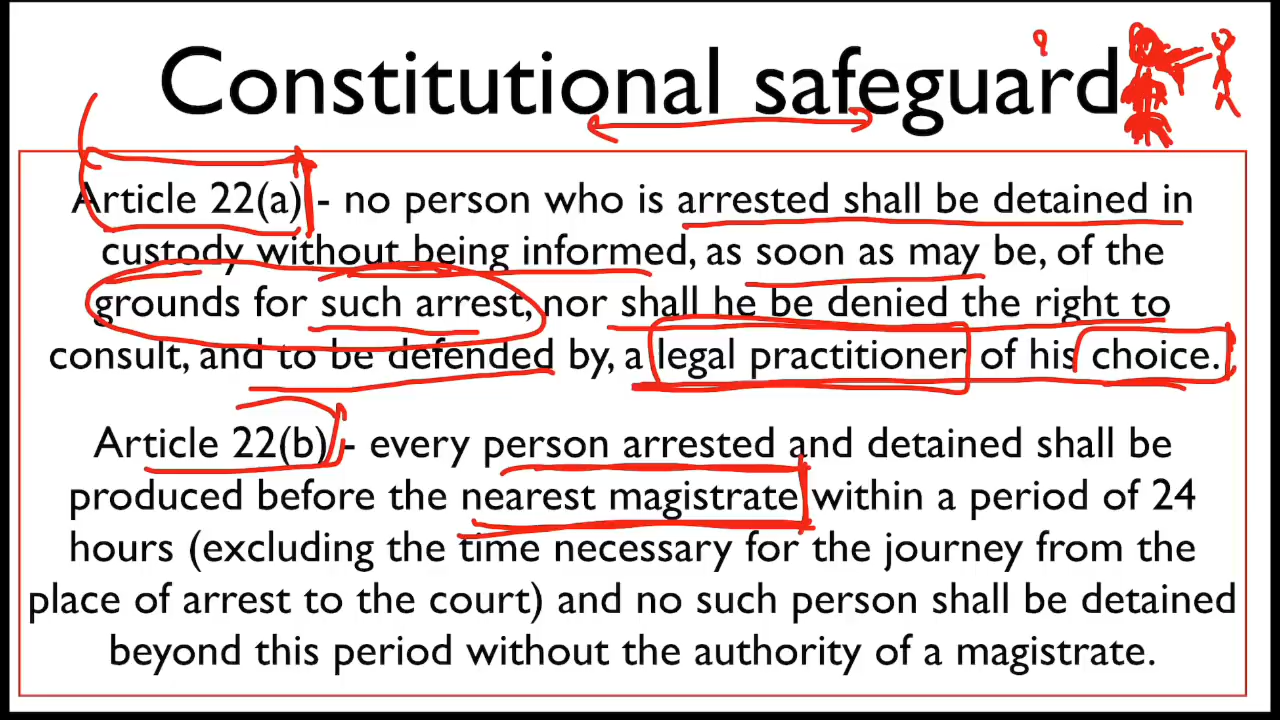 Constitutional safeguard
Article 22(a) - no person who is arrested shall be detained in
custody without being informed, as soon as may be, of the
grounds for such arrest, nor shall he be denied the right to
consult, and to be defended by, a legal practitioner of his choice.
Article 22(b) - every person arrested and detained shall be
produced before the nearest magistrate within a period of 24
hours (excluding the time necessary for the journey from the
place of arrest to the court) and no such person shall be detained
beyond this period without the authority of a magistrate.